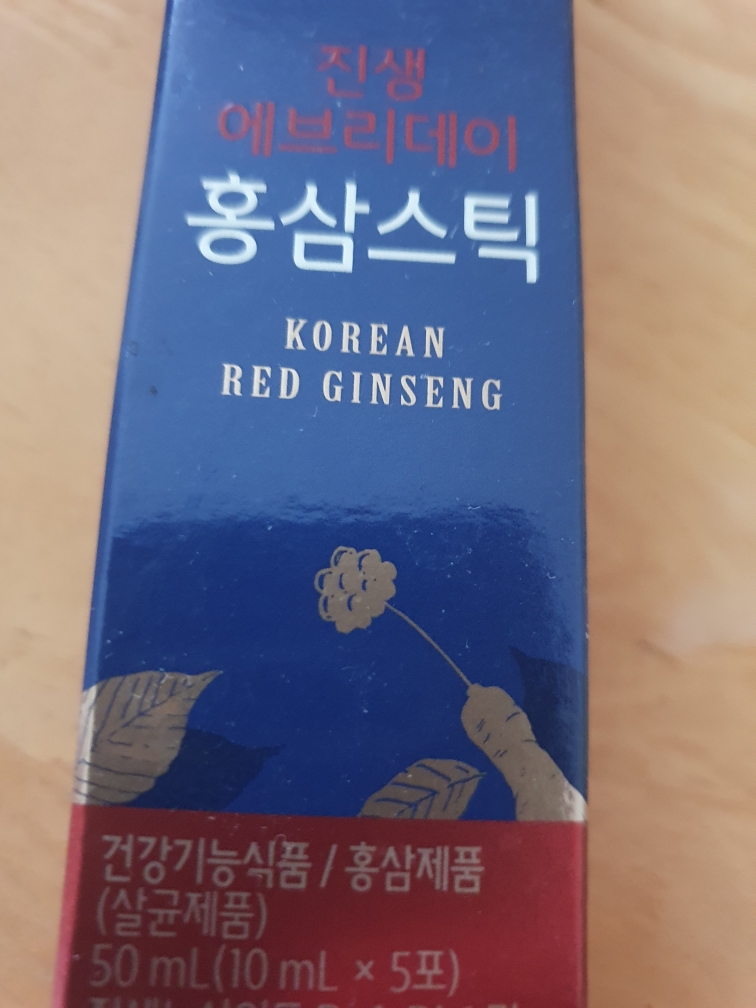 진생
에브리데이
홍삼스틱
KOREAN
RED GINSENG
건강기능식품 / 홍삼제품
(살균제품)
50 mL(10 mL × 5포)